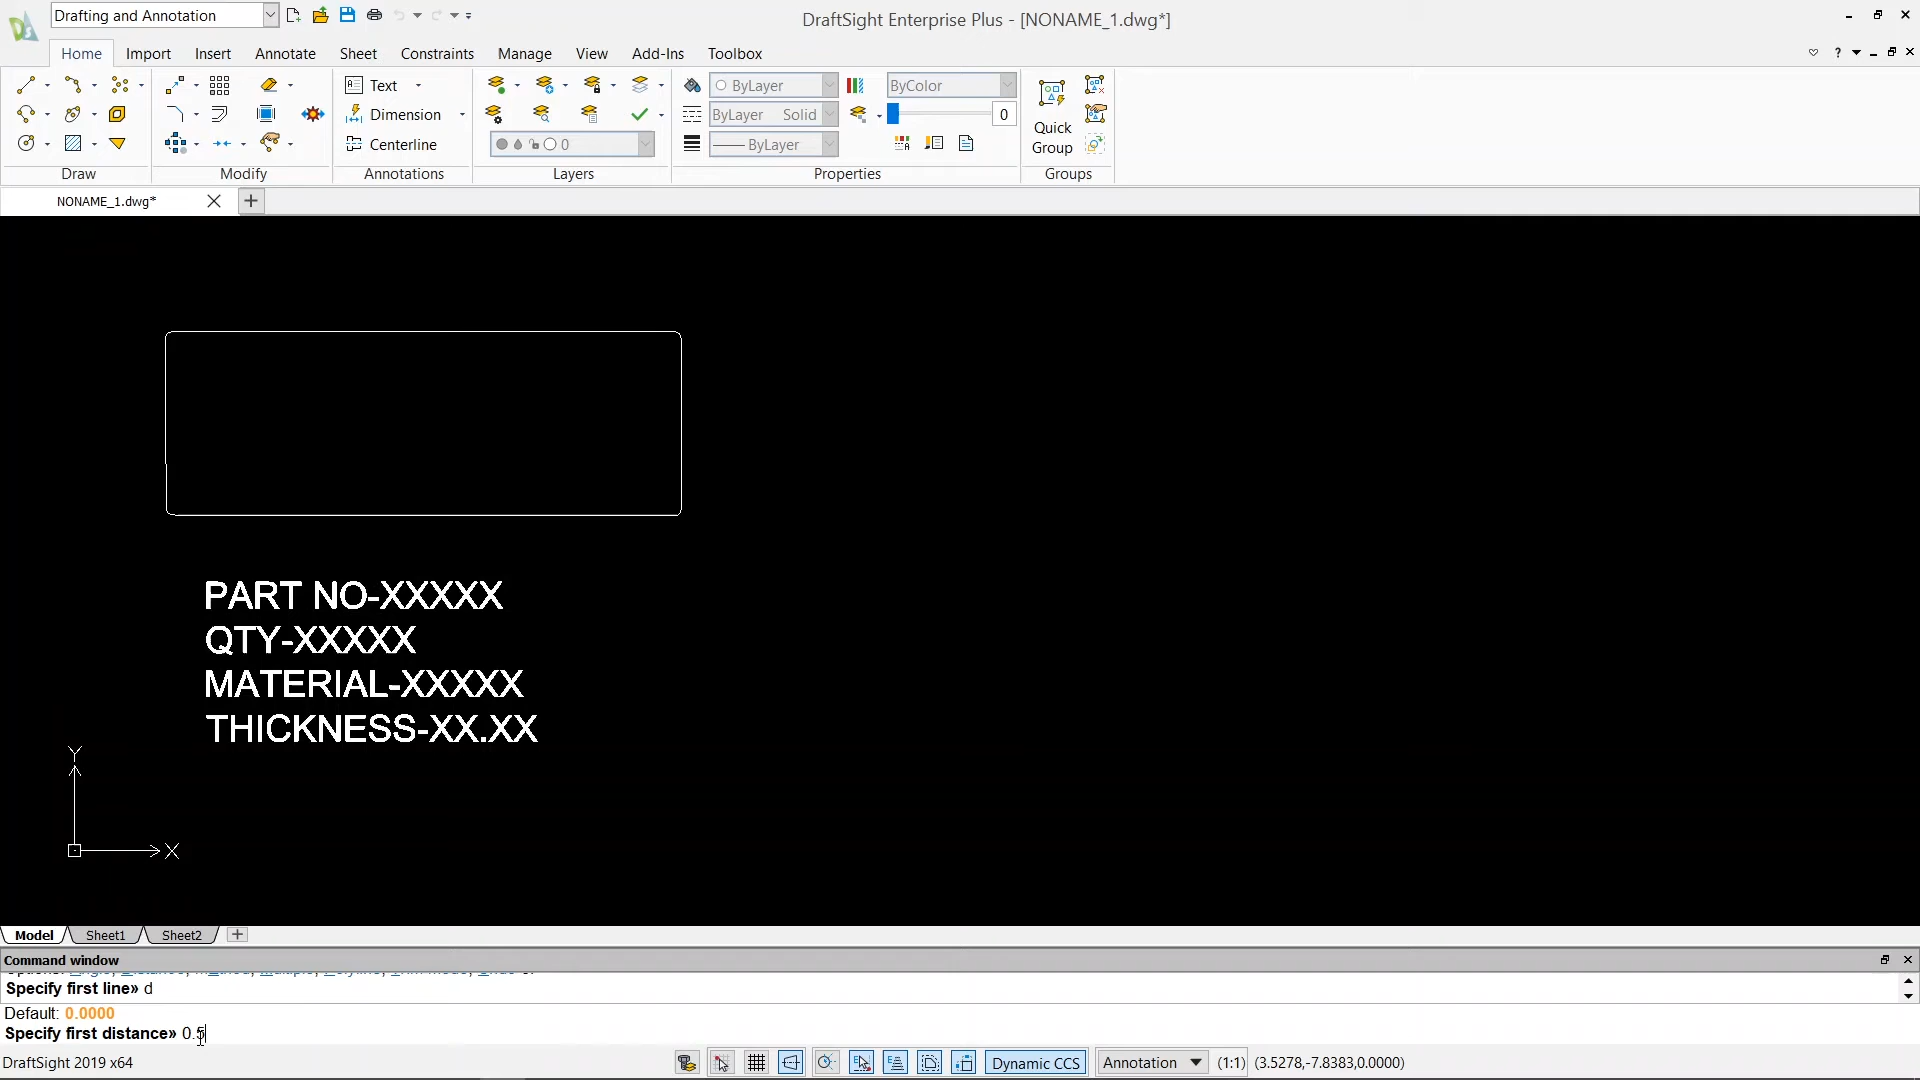 Drafting and Annotation
DraftSight Enterprise Plus - [NONAME_1.dwg*]
Home Import Insert Annotate Sheet Constraints Manage View Add-Ins Toolbox
?
Text
ByLayer
ByColor
Dimension
ByLayer Solid
0
Centerline
0
ByLayer
Quick
Group
Draw Modify Annotations Layers Properties Groups
NONAME_1.dwg*
PART NO-XXXXX
QTY-XXXXX
MATERIAL-XXXXX
THICKNESS-XX.XX
Y
X
Model Sheet1 Sheet2
Command window
Specify first line» d
Default: 0.0000
Specify first distance» 0.5
DraftSight 2019 x64
Dynamic CCS Annotation (1:1) (3.5278,-7.8383,0.0000)